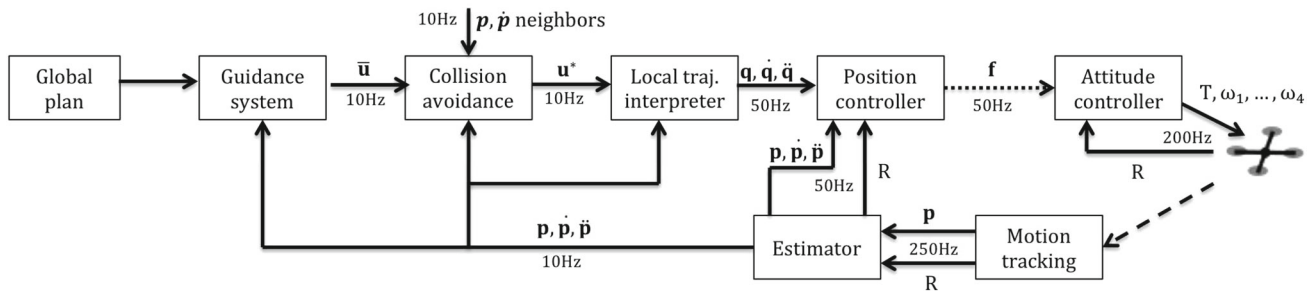 10Hz
𝒑, 𝒑̇ neighbors
Global
plan
Guidance
system
u̅
10Hz
Collision
avoidance
u*
10Hz
Local traj.
interpreter
q, q̇, q̈
50Hz
Position
controller
f
50Hz
Attitude
controller
T, ω₁, ..., ω₄
200Hz
R
p, ṗ, p̈
50Hz
R
p, ṗ, p̈
10Hz
Estimator
p
250Hz
R
Motion
tracking